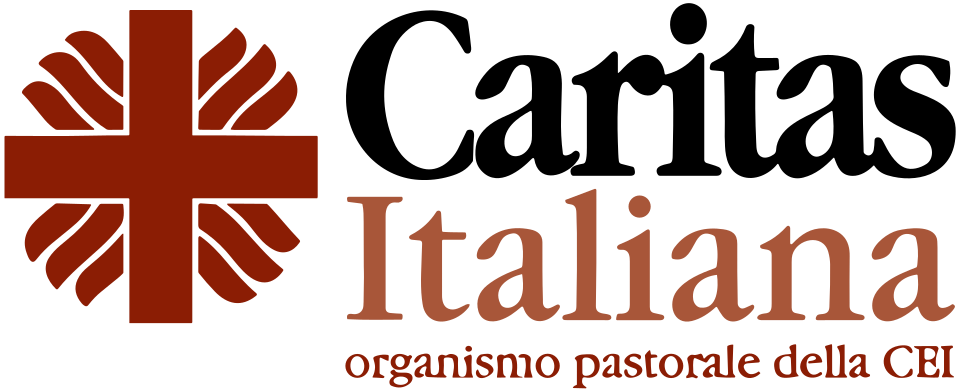 Caritas
Italiana
organismo pastorale della CEI